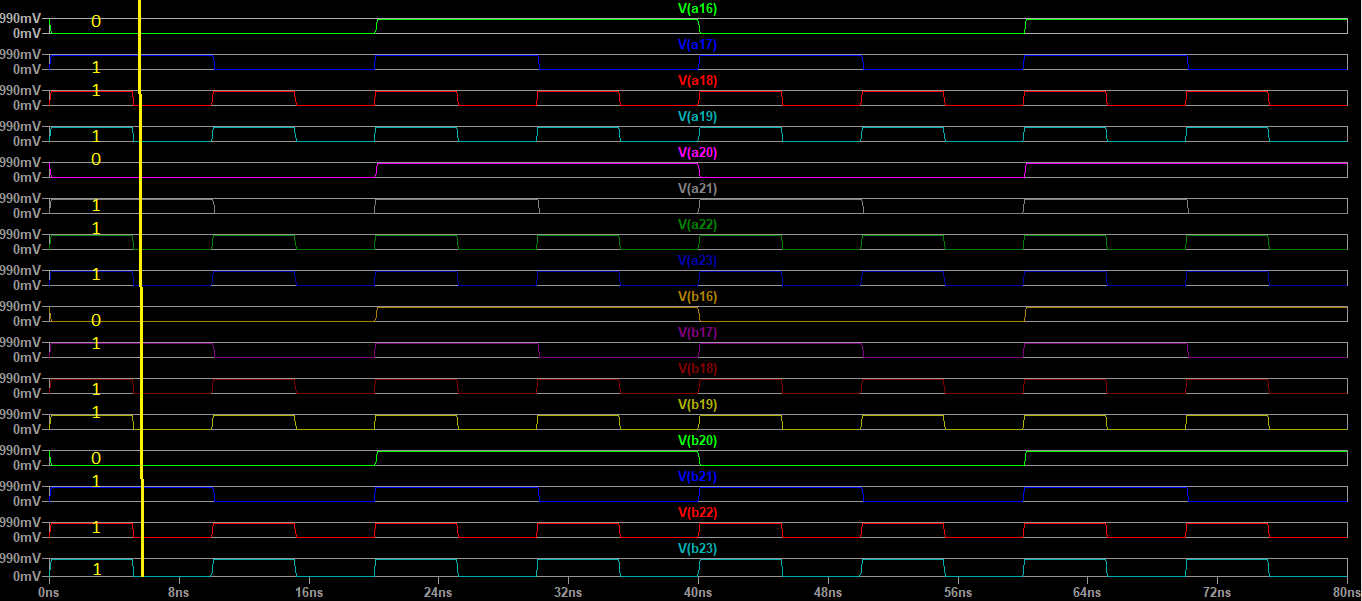 V(a16)
990mV 0
0mV
V(a17)
990mV
0mV 1
V(a18)
990mV 1
0mV
V(a19)
990mV 1
0mV
V(a20)
990mV 0
0mV
V(a21)
990mV 1
0mV
V(a22)
990mV 1
0mV
V(a23)
990mV 1
0mV
V(b16)
990mV
0mV 0
V(b17)
990mV 1
0mV
V(b18)
990mV 1
0mV
V(b19)
990mV 1
0mV
V(b20)
990mV 0
0mV
V(b21)
990mV 1
0mV
V(b22)
990mV 1
0mV
V(b23)
990mV 1
0mV
0ns 8ns 16ns 24ns 32ns 40ns 48ns 56ns 64ns 72ns 80ns